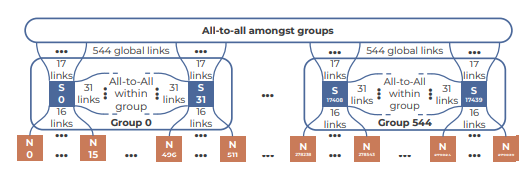 All-to-all amongst groups
••• 544 global links ••• ••• 544 global links •••
17 links 17 links 17 links 17 links
S 0 31 links All-to-All within group 31 links S 31
S 17408 31 links All-to-All within group 31 links S 17439
16 links Group 0 16 links
16 links Group 544 16 links
N 0 ••• N 15 ••• N 496 ••• N 511 ••• N ••• N 278543 ••• N ••• N